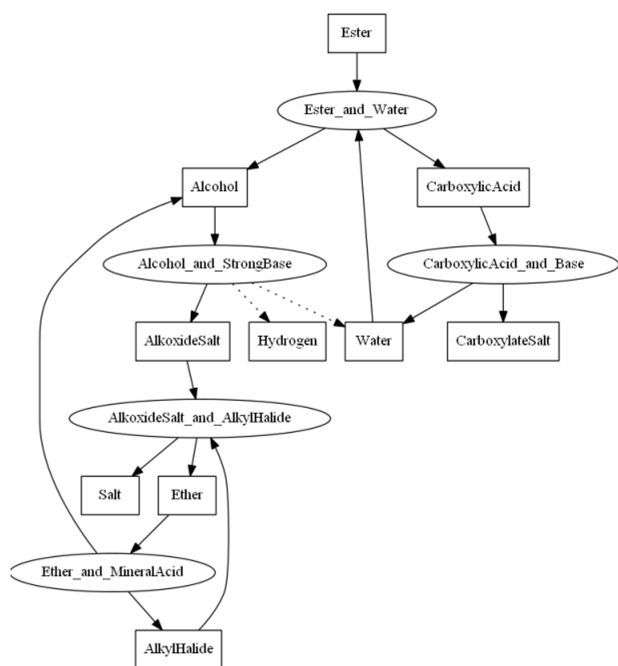 Ester
Ester_and_Water
Alcohol
CarboxylicAcid
Alcohol_and_StrongBase
CarboxylicAcid_and_Base
AlkoxideSalt
Hydrogen
Water
CarboxylateSalt
AlkoxideSalt_and_AlkylHalide
Salt
Ether
Ether_and_MineralAcid
AlkylHalide